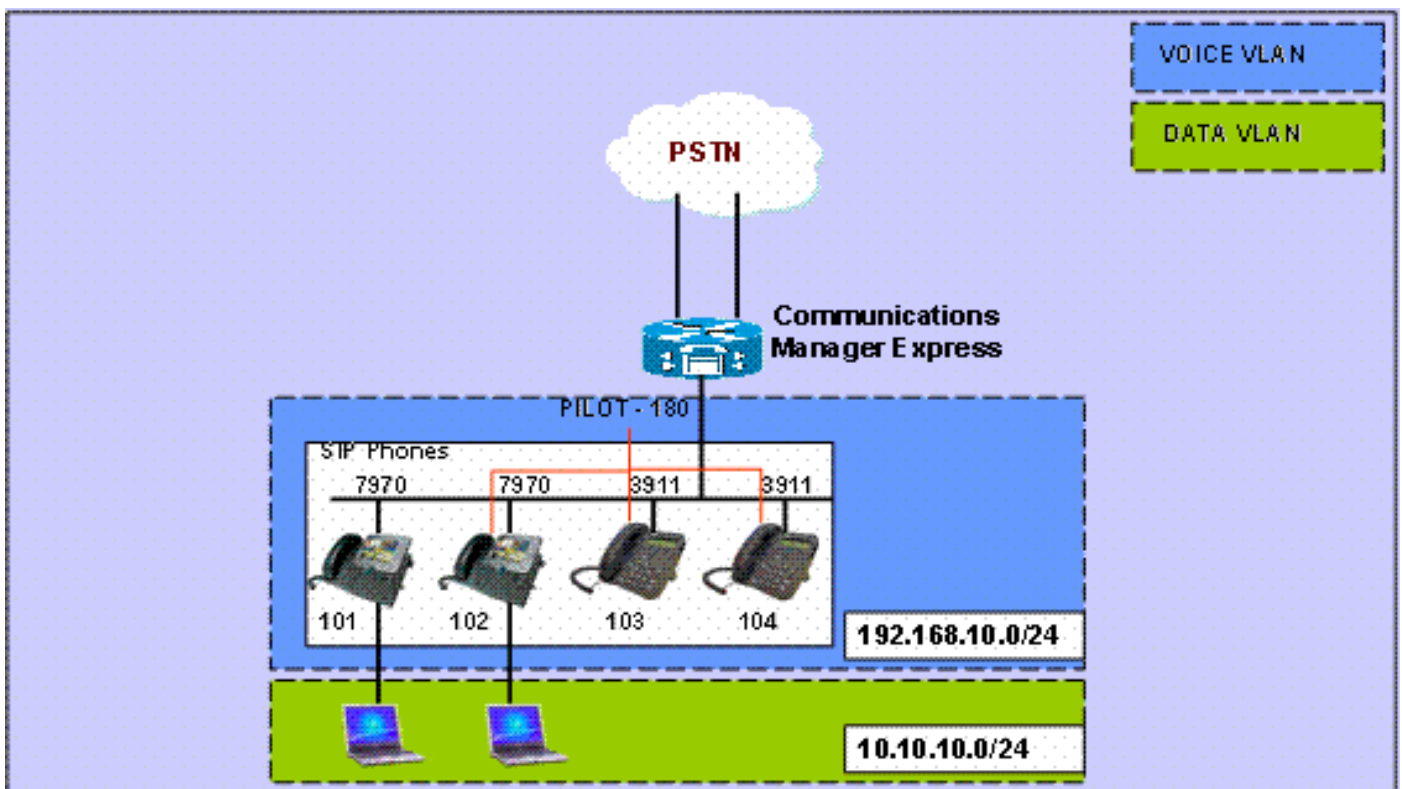 VOICE VLAN
DATA VLAN
PSTN
Communications
Manager Express
PILOT - 180
SIP Phones
7970 7970 3911 3911
101 102 103 104
192.168.10.0/24
10.10.10.0/24